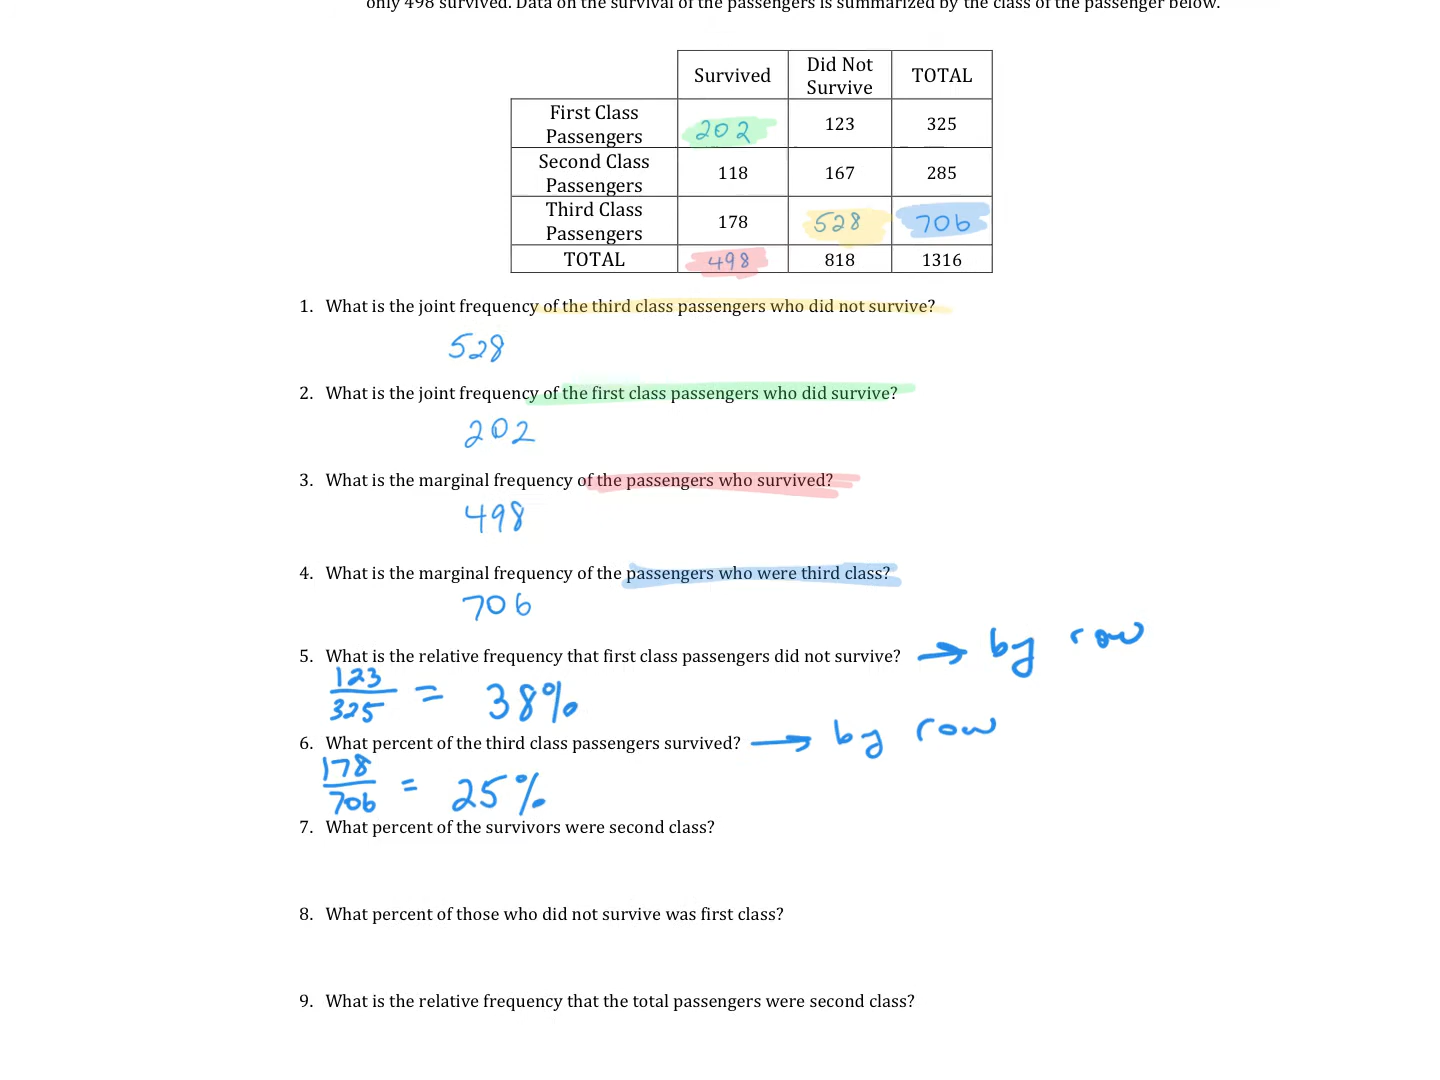 only 498 survived. Data on the survival of the passengers is summarized by the class of the passenger below.
Survived Did Not Survive TOTAL
First Class Passengers 202 123 325
Second Class Passengers 118 167 285
Third Class Passengers 178 528 706
TOTAL 498 818 1316
1. What is the joint frequency of the third class passengers who did not survive?
528
2. What is the joint frequency of the first class passengers who did survive?
202
3. What is the marginal frequency of the passengers who survived?
498
4. What is the marginal frequency of the passengers who were third class?
706
5. What is the relative frequency that first class passengers did not survive? → by row
123/325 = 38%
6. What percent of the third class passengers survived? → by row
178/706 = 25%
7. What percent of the survivors were second class?
8. What percent of those who did not survive was first class?
9. What is the relative frequency that the total passengers were second class?